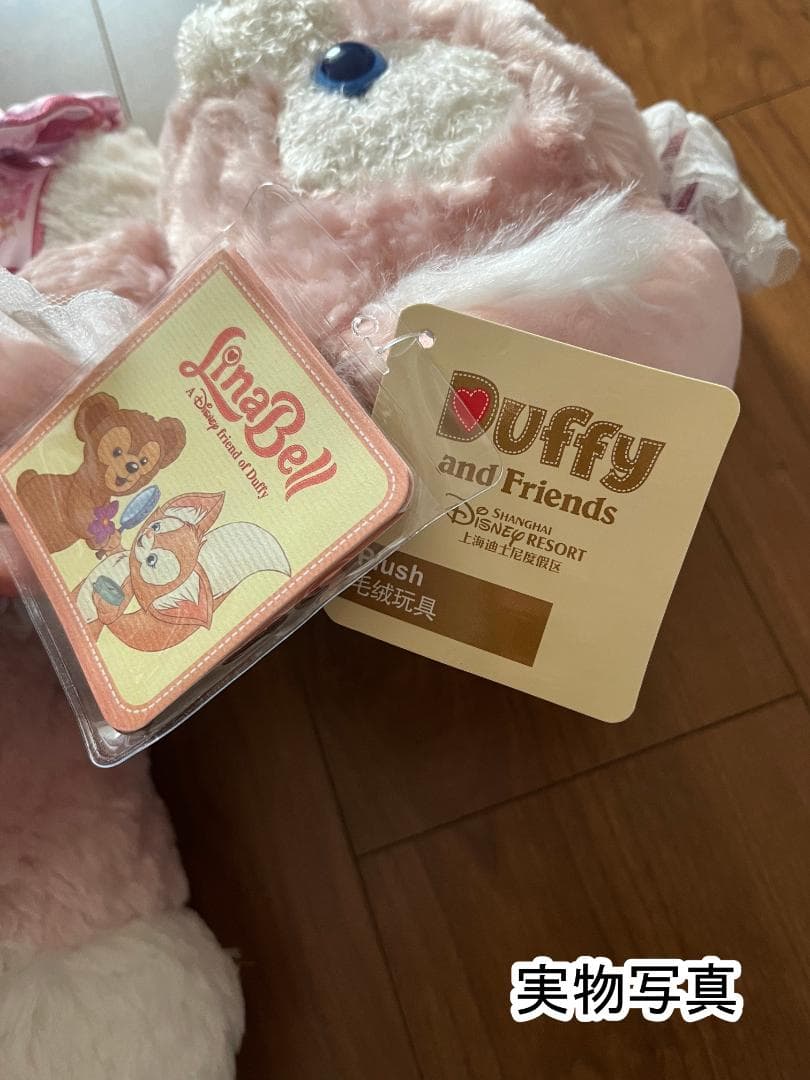 LinaBell
A Disney friend of Duffy
Duffy
and Friends
SHANGHAI
Disney RESORT
上海迪士尼度假区
Plush
毛绒玩具
実物写真